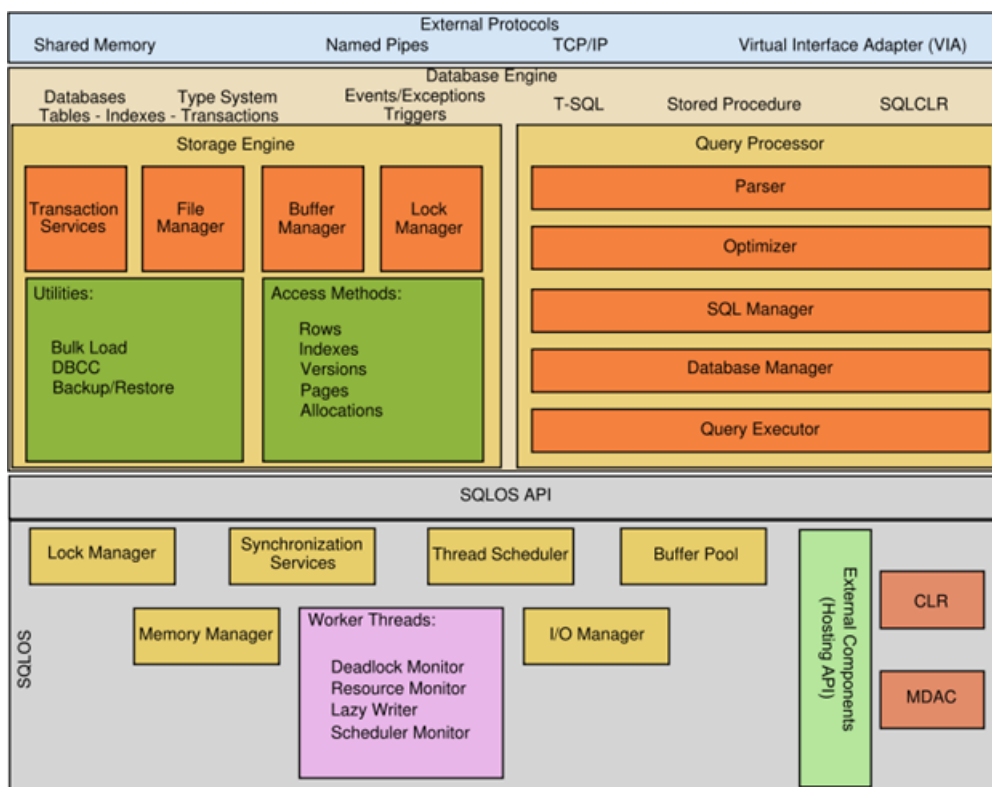 External Protocols
Shared Memory
Named Pipes
TCP/IP
Virtual Interface Adapter (VIA)
Database Engine
Databases
Type System
Tables - Indexes - Transactions
Events/Exceptions
Triggers
T-SQL
Stored Procedure
SQLCLR
Storage Engine
Transaction
Services
File
Manager
Buffer
Manager
Lock
Manager
Utilities:
Bulk Load
DBCC
Backup/Restore
Access Methods:
Rows
Indexes
Versions
Pages
Allocations
Query Processor
Parser
Optimizer
SQL Manager
Database Manager
Query Executor
SQLOS API
SQLOS
Lock Manager
Synchronization
Services
Thread Scheduler
Buffer Pool
Memory Manager
Worker Threads:
Deadlock Monitor
Resource Monitor
Lazy Writer
Scheduler Monitor
I/O Manager
External Components
(Hosting API)
CLR
MDAC